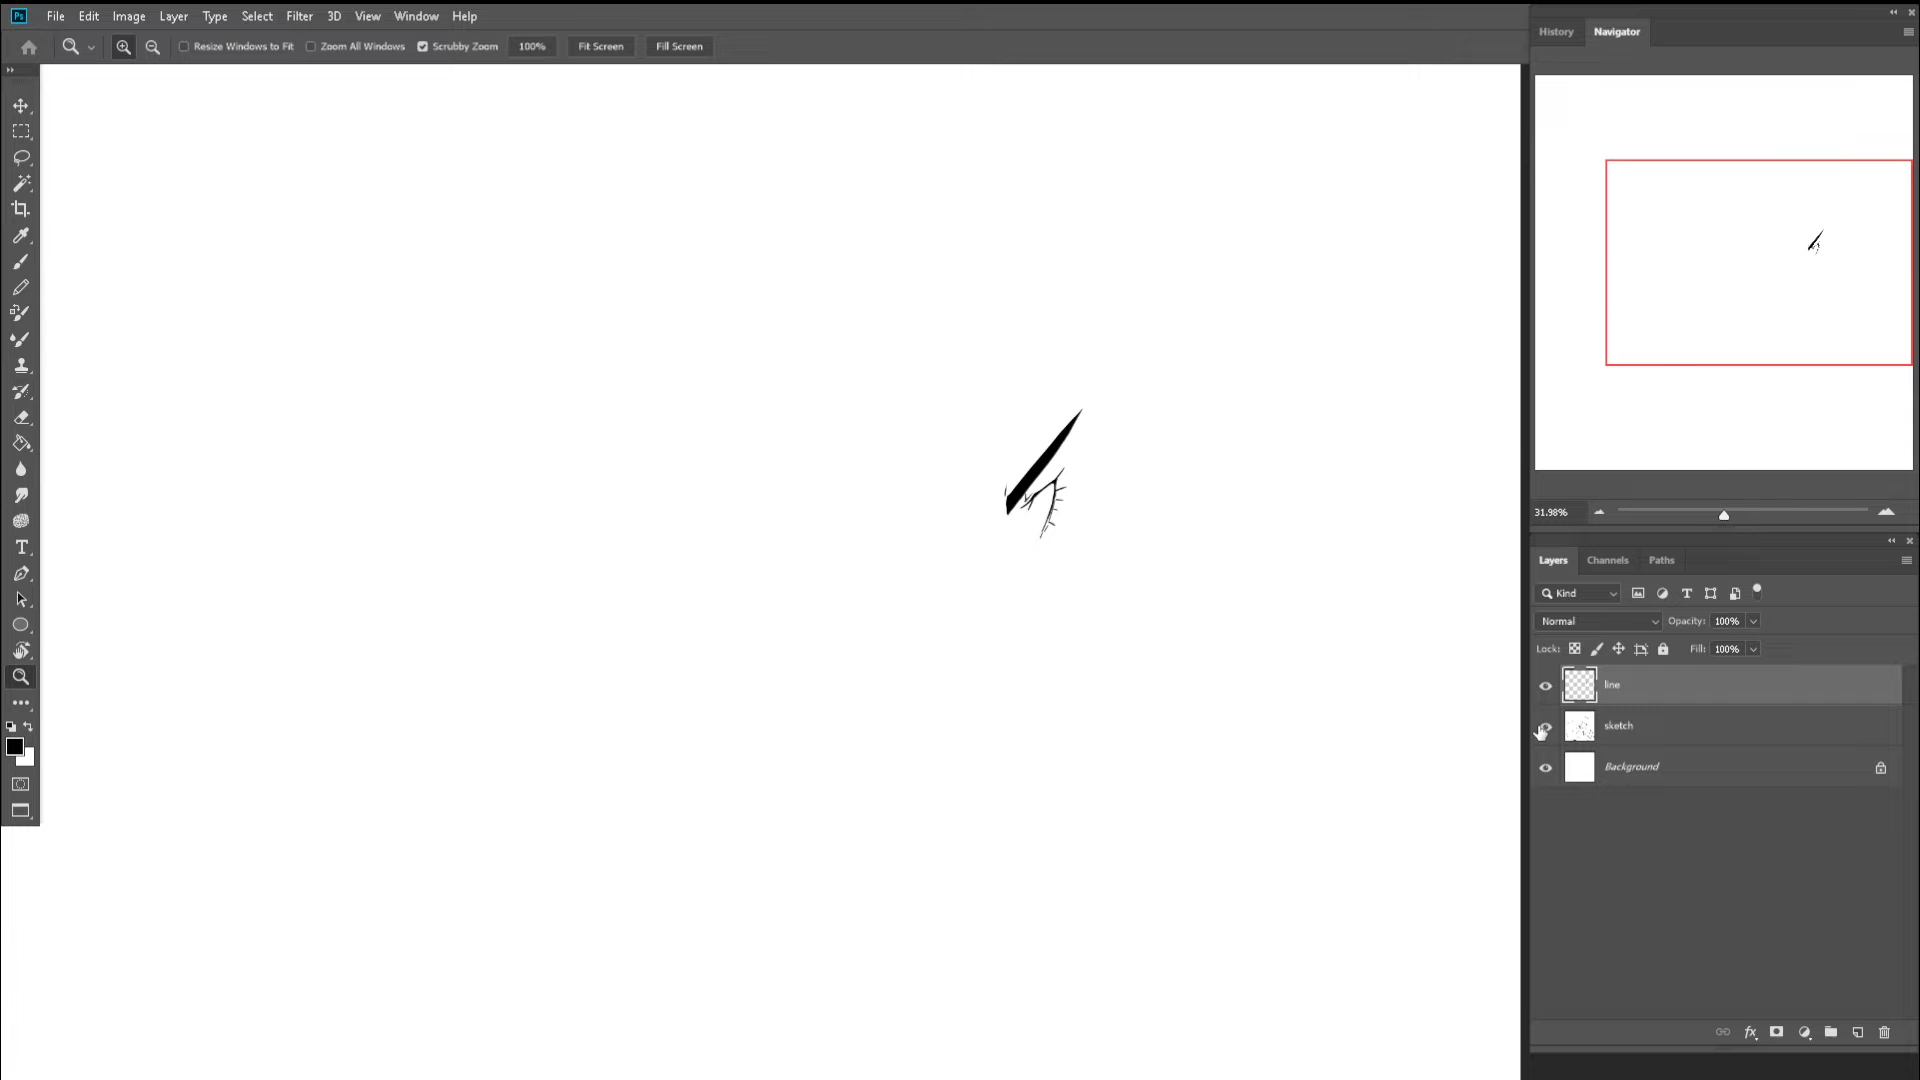 Ps File Edit Image Layer Type Select Filter 3D View Window Help
Resize Windows to Fit Zoom All Windows Scrubby Zoom 100% Fit Screen Fill Screen
History Navigator
31.98%
Layers Channels Paths
Kind
Normal Opacity: 100%
Lock: Fill: 100%
line
sketch
Background